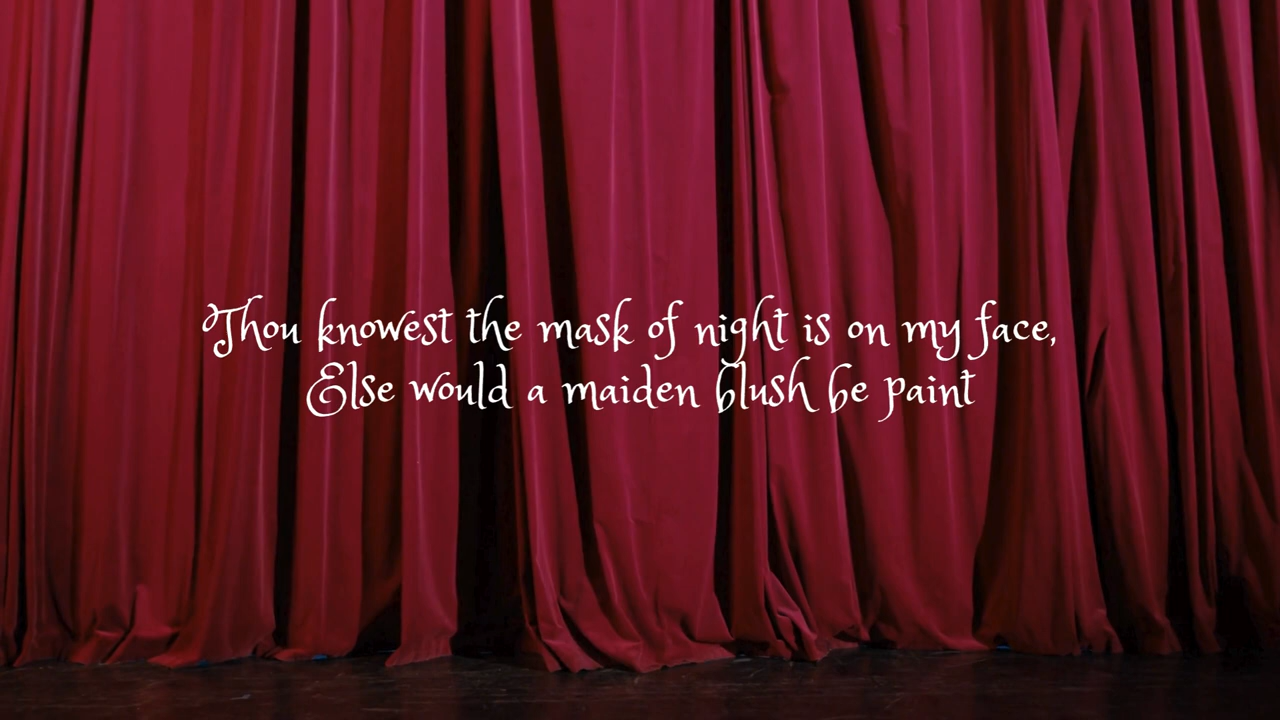 Thou knowest the mask of night is on my face,
Else would a maiden blush be paint